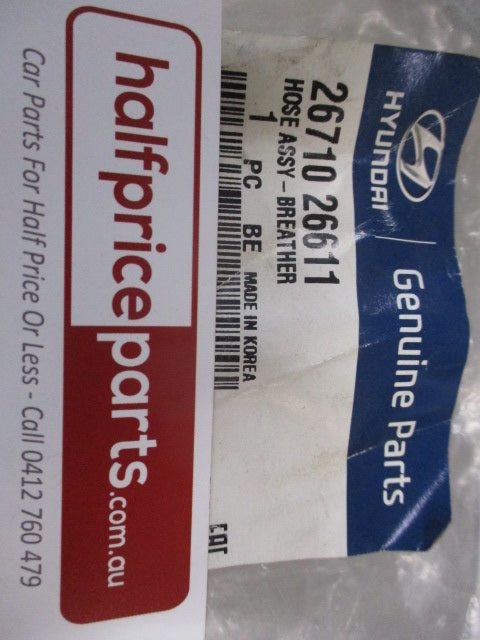 HYUNDAI | Genuine Parts
26710 26611
HOSE ASSY-BREATHER
1 PC BE MADE IN KOREA
EAC
halfpriceparts.com.au
Car Parts For Half Price Or Less - Call 0412 760 479